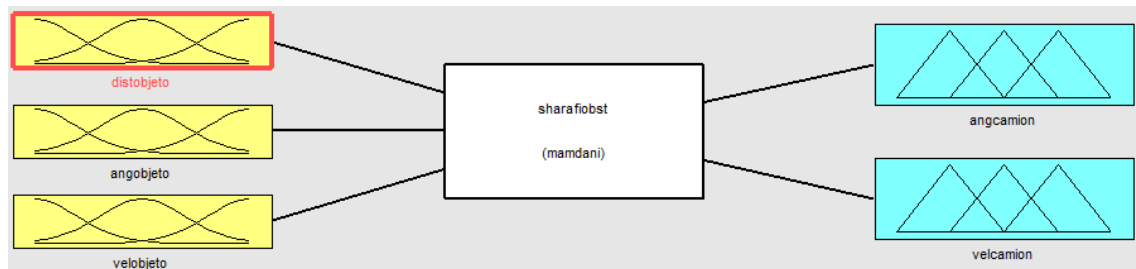 distobjeto
angobjeto
velobjeto
sharafiobst
(mamdani)
angcamion
velcamion